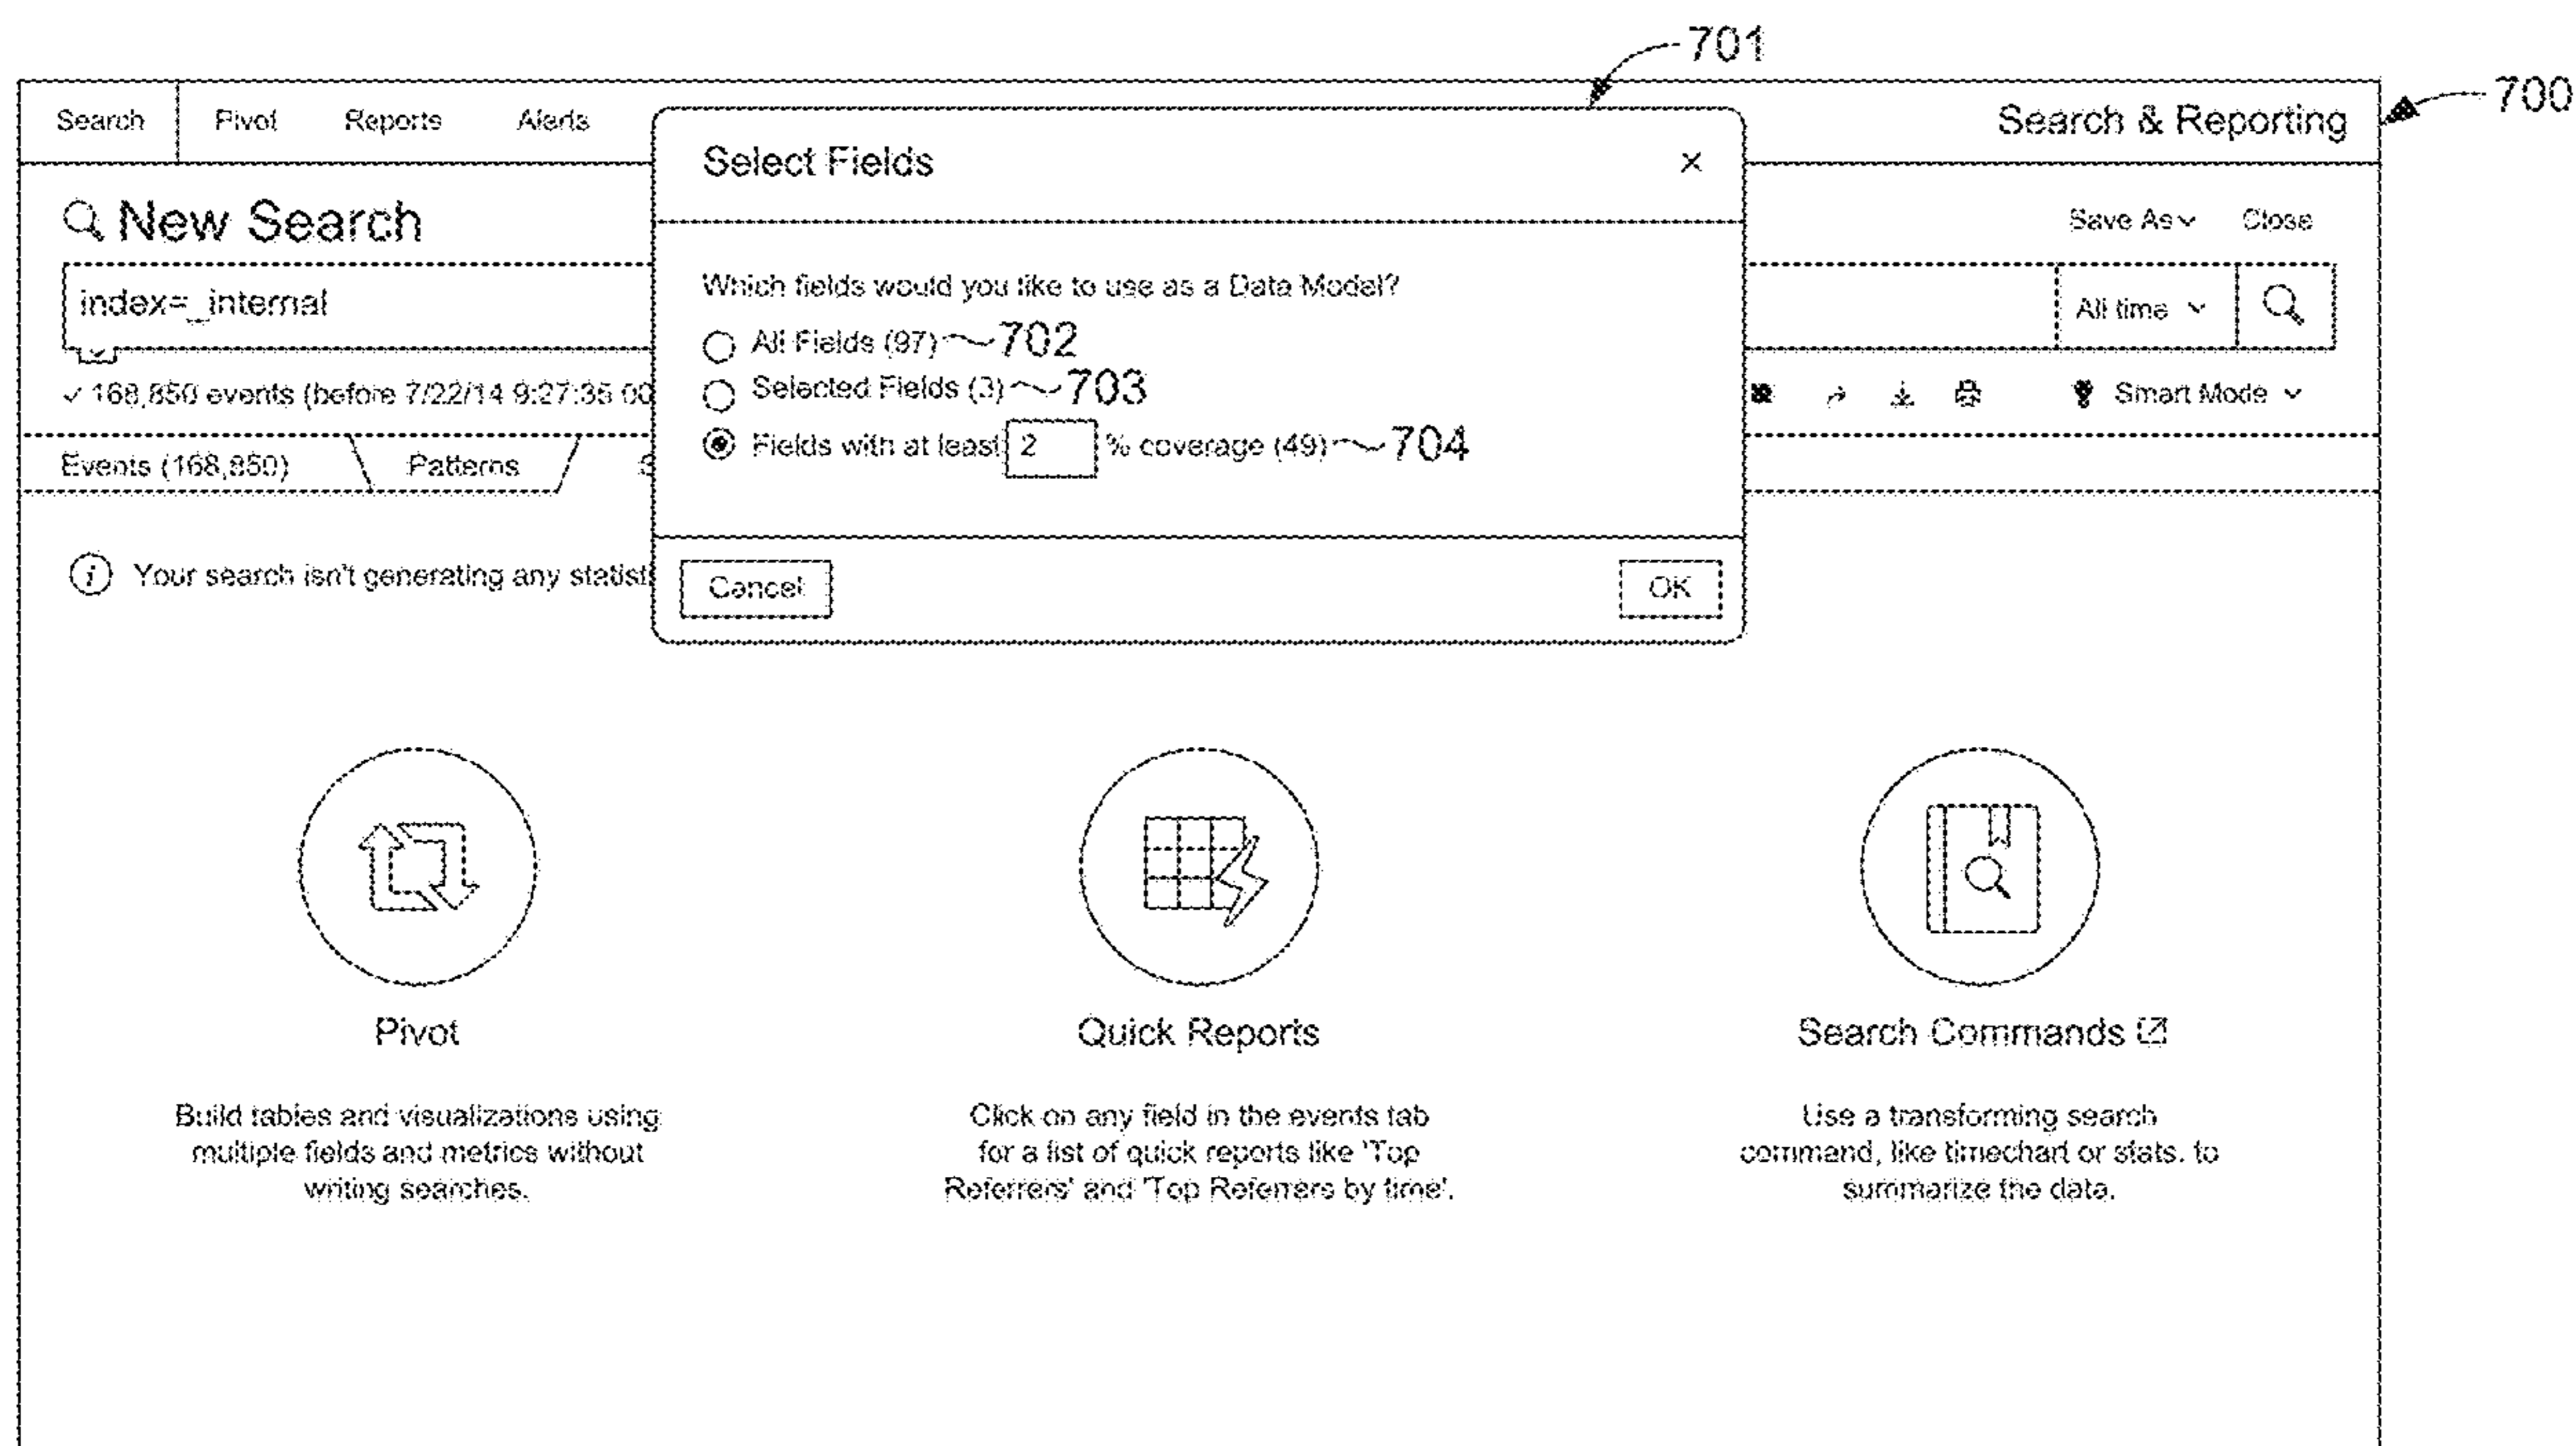 701
700
Search Pivot Reports Alerts
Search & Reporting
Select Fields ×
New Search
Save As Close
index=_internal
All time
Which fields would you like to use as a Data Model?
All Fields (97) 702
Selected Fields (3) 703
Fields with at least 2 % coverage (49) 704
✓ 168,850 events (before 7/22/14 9:27:35 00
Smart Mode
Events (168,850) Patterns S
Your search isn't generating any statist
Cancel OK
Pivot
Build tables and visualizations using
multiple fields and metrics without
writing searches.
Quick Reports
Click on any field in the events tab
for a list of quick reports like 'Top
Referrers' and 'Top Referrers by time'.
Search Commands
Use a transforming search
command, like timechart or stats. to
summarize the data.